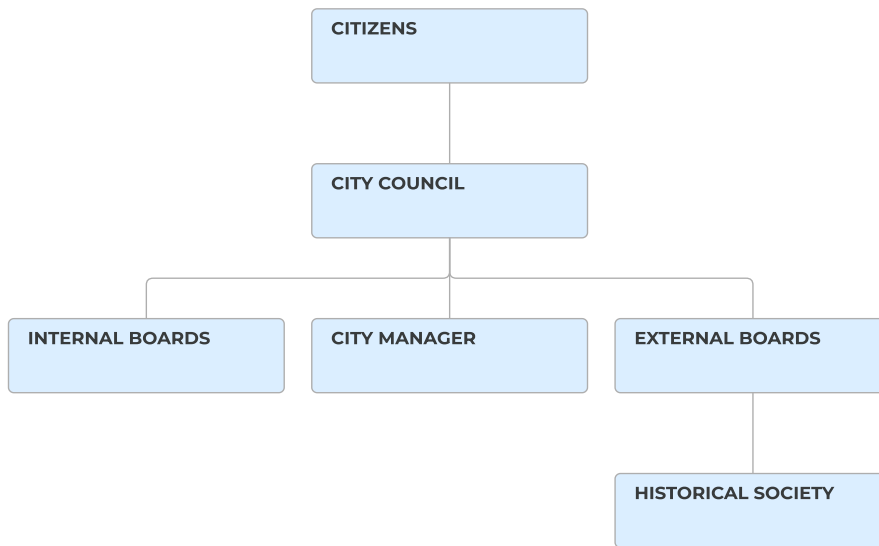 CITIZENS
CITY COUNCIL
INTERNAL BOARDS
CITY MANAGER
EXTERNAL BOARDS
HISTORICAL SOCIETY